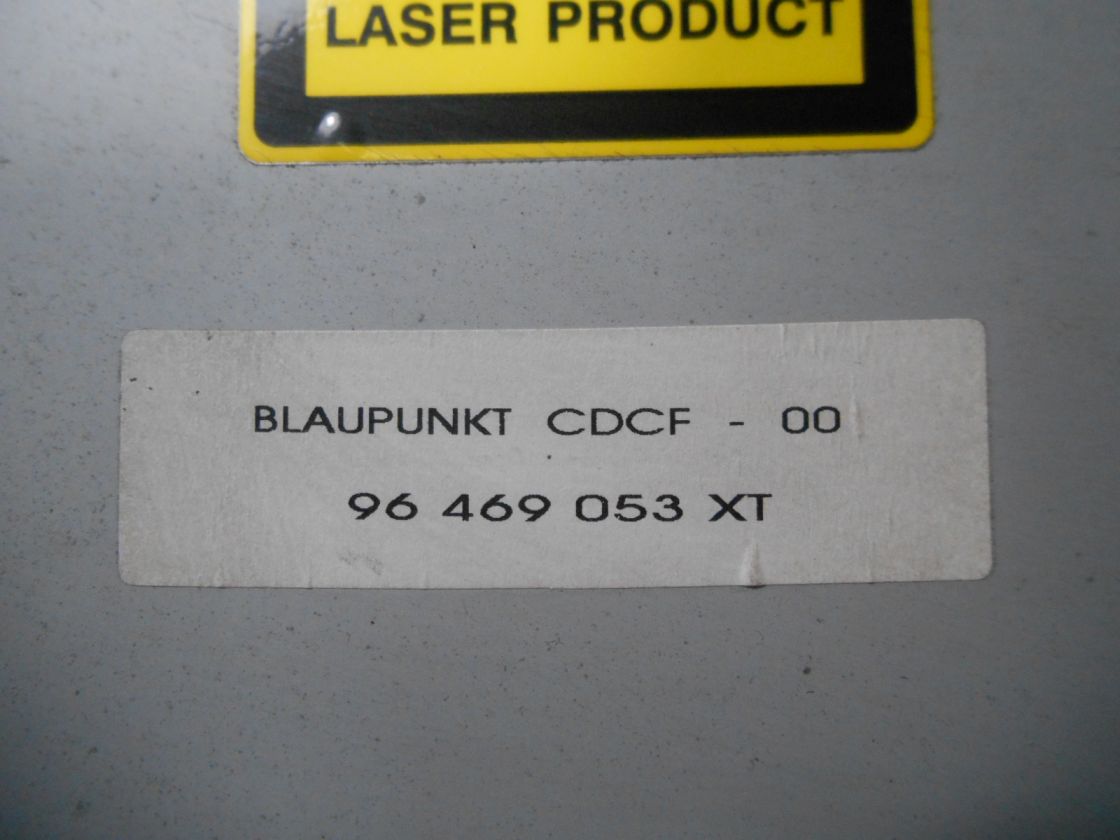 LASER PRODUCT
BLAUPUNKT CDCF - 00
96 469 053 XT